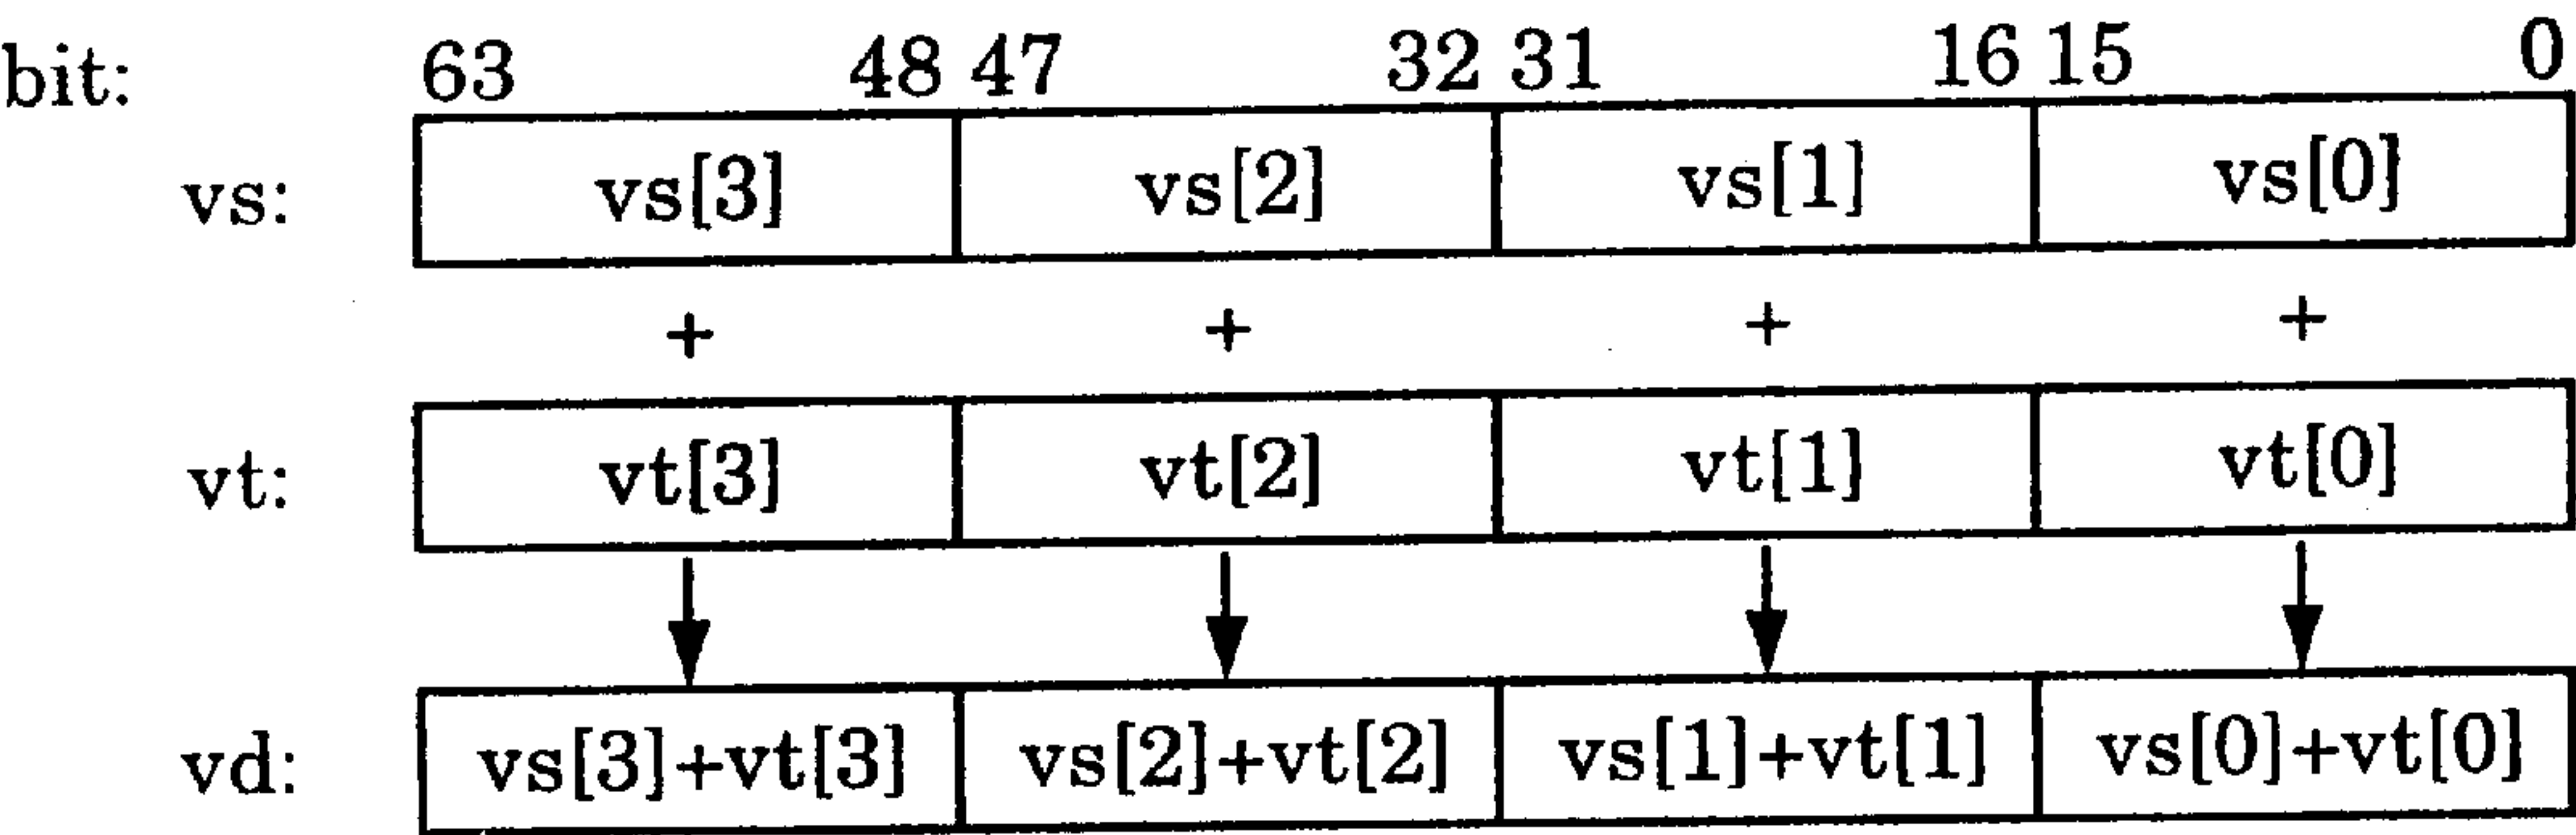 bit: 63 48 47 32 31 16 15 0
vs: vs[3] vs[2] vs[1] vs[0]
+ + + +
vt: vt[3] vt[2] vt[1] vt[0]
vd: vs[3]+vt[3] vs[2]+vt[2] vs[1]+vt[1] vs[0]+vt[0]